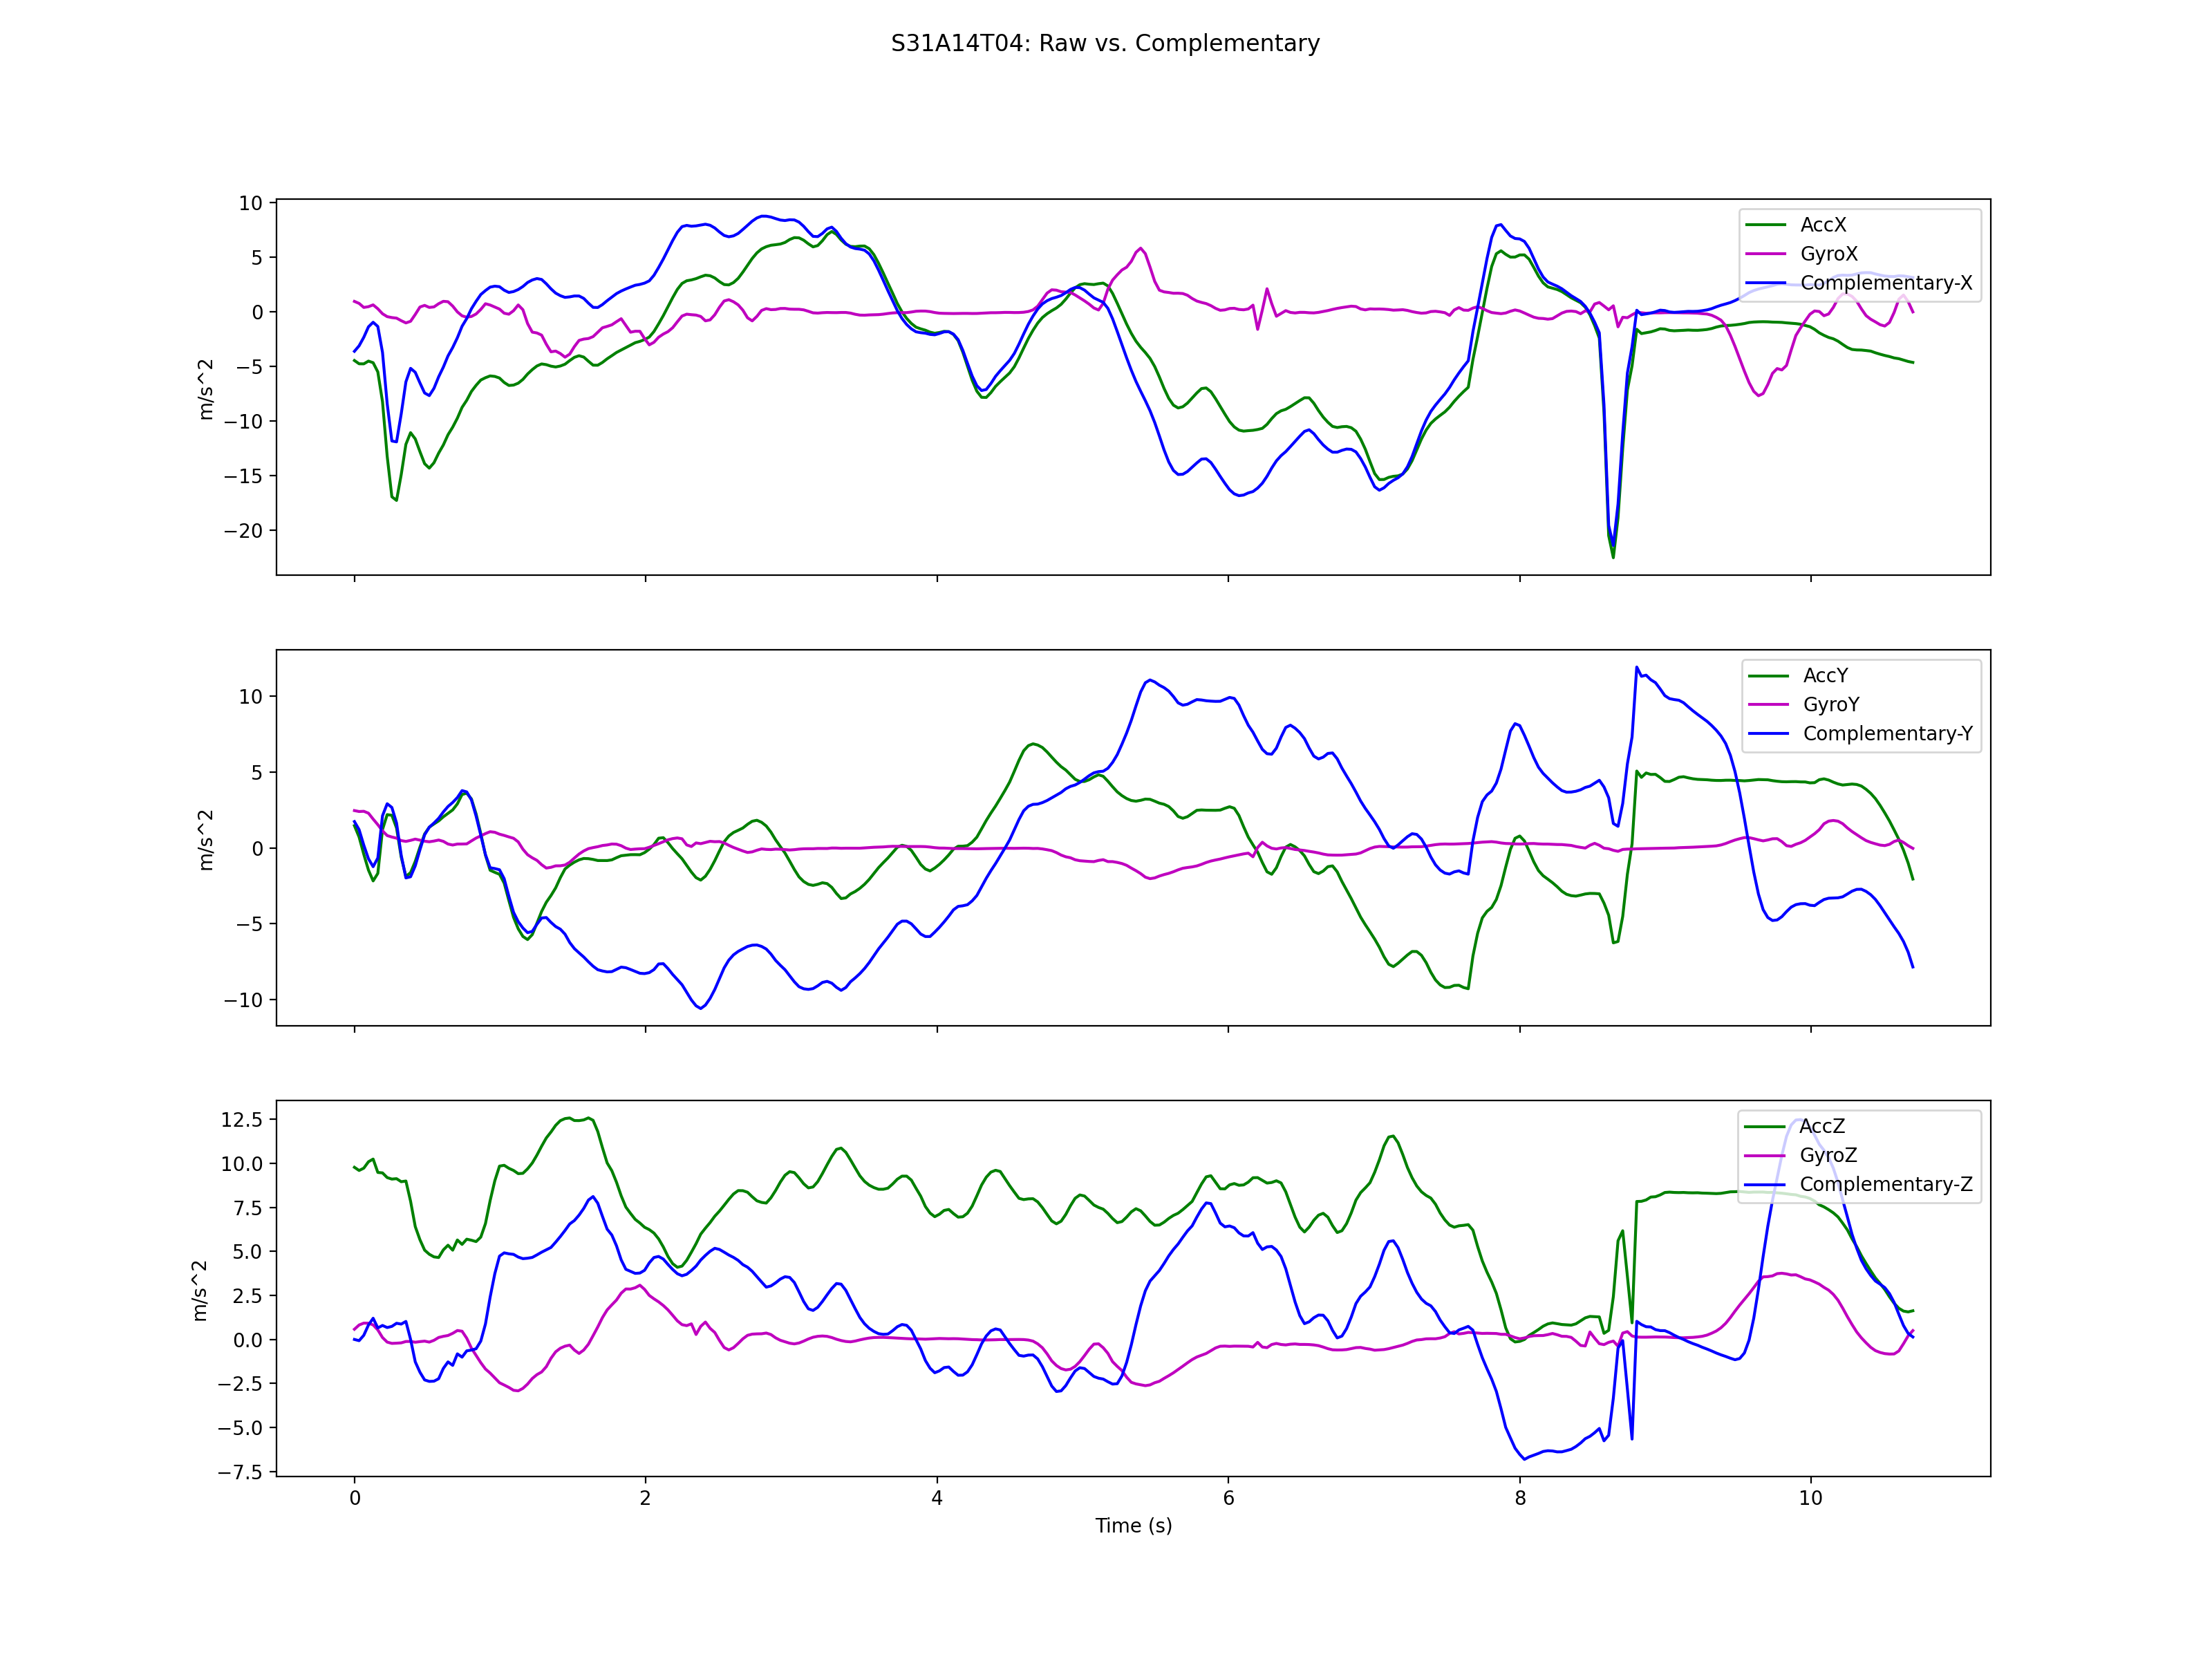 S31A14T04: Raw vs. Complementary
10
5
0
−5
−10
−15
−20
m/s^2
AccX
GyroX
Complementary-X
10
5
0
−5
−10
m/s^2
AccY
GyroY
Complementary-Y
12.5
10.0
7.5
5.0
2.5
0.0
−2.5
−5.0
−7.5
m/s^2
AccZ
GyroZ
Complementary-Z
0 2 4 6 8 10
Time (s)